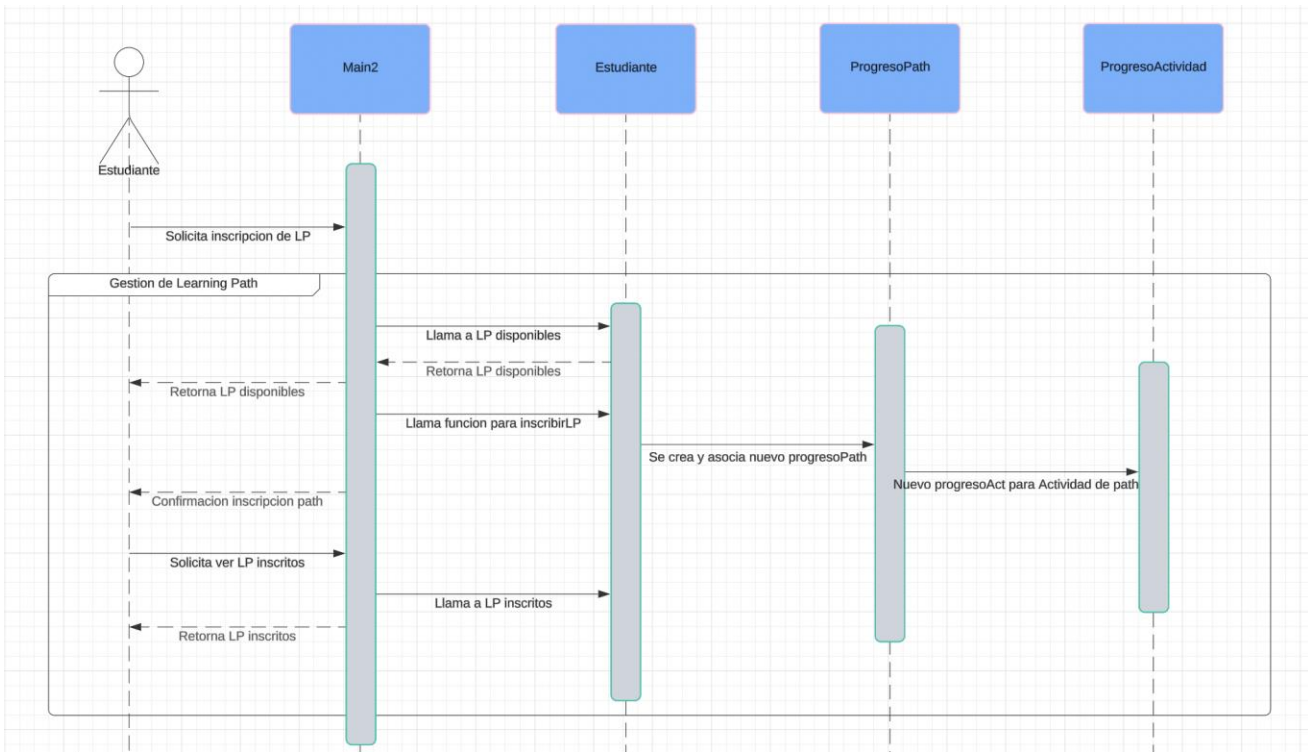 Main2
Estudiante
ProgresoPath
ProgresoActividad
Estudiante
Solicita inscripcion de LP
Gestion de Learning Path
Llama a LP disponibles
Retorna LP disponibles
Retorna LP disponibles
Llama funcion para inscribirLP
Se crea y asocia nuevo progresoPath
Nuevo progresoAct para Actividad de path
Confirmacion inscripcion path
Solicita ver LP inscritos
Llama a LP inscritos
Retorna LP inscritos